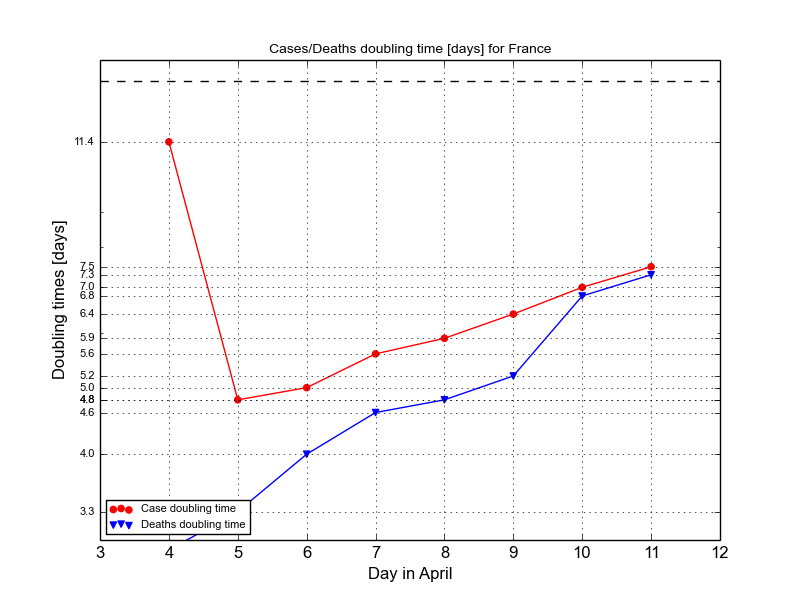 Cases/Deaths doubling time [days] for France
Doubling times [days]
11.4
7.5
7.3
7.0
6.8
6.4
5.9
5.6
5.2
5.0
4.8
4.6
4.0
3.3
Case doubling time
Deaths doubling time
3 4 5 6 7 8 9 10 11 12
Day in April